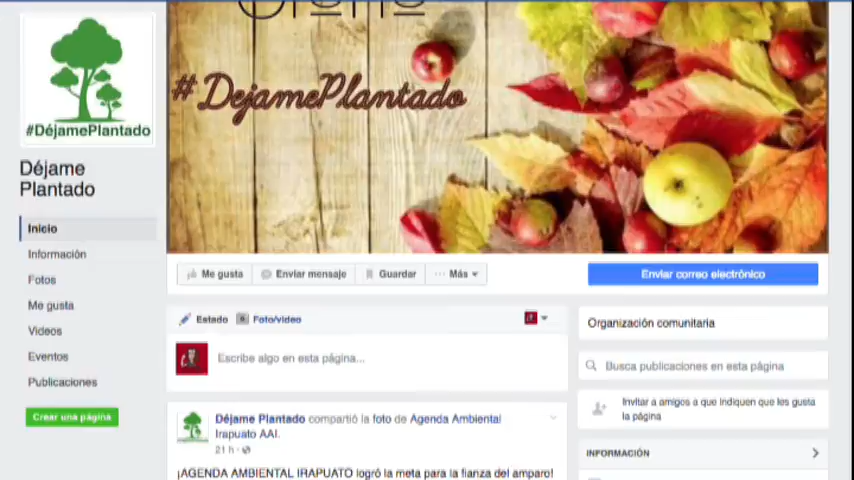 #DejamePlantado
#DéjamePlantado
Déjame
Plantado
Inicio
Información
Fotos
Me gusta
Videos
Eventos
Publicaciones
Crear una página
Me gusta
Enviar mensaje
Guardar
··· Más
Enviar correo electrónico
Estado
Foto/video
Escribe algo en esta página...
Déjame Plantado compartió la foto de Agenda Ambiental
Irapuato AAI.
21 h ·
¡AGENDA AMBIENTAL IRAPUATO logró la meta para la fianza del amparo!
Organización comunitaria
Busca publicaciones en esta página
Invitar a amigos a que indiquen que les gusta
la página
INFORMACIÓN